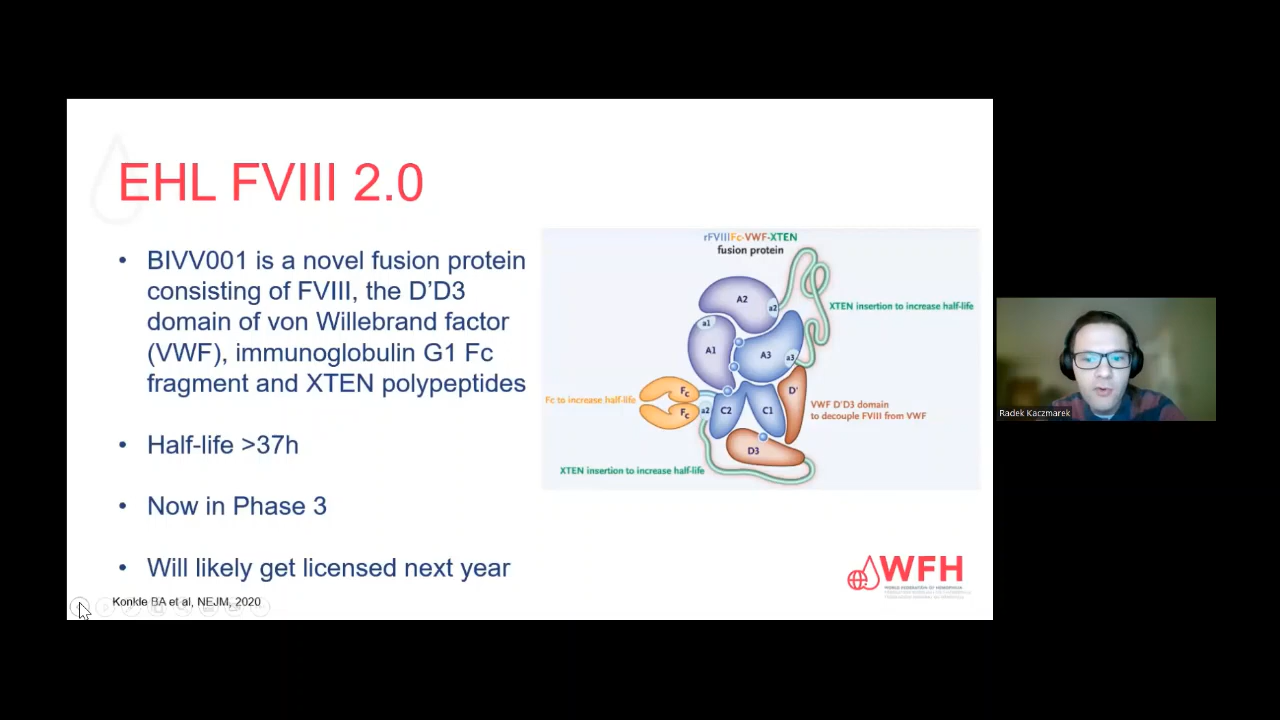 EHL FVIII 2.0
• BIVV001 is a novel fusion protein
consisting of FVIII, the D’D3
domain of von Willebrand factor
(VWF), immunoglobulin G1 Fc
fragment and XTEN polypeptides
• Half-life >37h
• Now in Phase 3
• Will likely get licensed next year
Konkle BA et al, NEJM, 2020
rFVIIIFc-VWF-XTEN
fusion protein
A2
a2
XTEN insertion to increase half-life
a1
A1
A3
a3
Fc
D'
Fc to increase half-life
Fc
a2
C2
C1
VWF D'D3 domain
to decouple FVIII from VWF
D3
XTEN insertion to increase half-life
WFH
WORLD FEDERATION OF HEMOPHILIA
Radek Kaczmarek